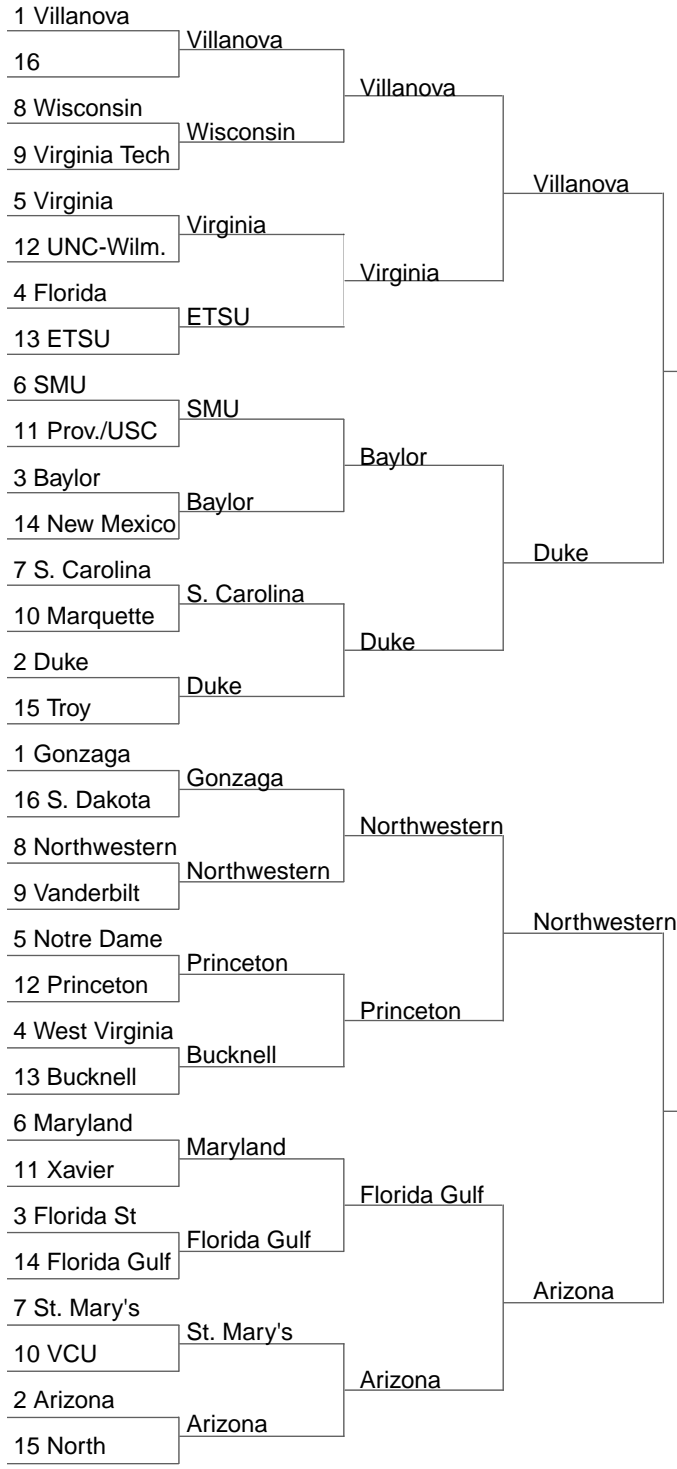 1 Villanova
16
8 Wisconsin
9 Virginia Tech
5 Virginia
12 UNC-Wilm.
4 Florida
13 ETSU
6 SMU
11 Prov./USC
3 Baylor
14 New Mexico
7 S. Carolina
10 Marquette
2 Duke
15 Troy
1 Gonzaga
16 S. Dakota
8 Northwestern
9 Vanderbilt
5 Notre Dame
12 Princeton
4 West Virginia
13 Bucknell
6 Maryland
11 Xavier
3 Florida St
14 Florida Gulf
7 St. Mary's
10 VCU
2 Arizona
15 North
Villanova
Wisconsin
Virginia
ETSU
SMU
Baylor
S. Carolina
Duke
Gonzaga
Northwestern
Princeton
Bucknell
Maryland
Florida Gulf
St. Mary's
Arizona
Villanova
Virginia
Baylor
Duke
Northwestern
Princeton
Florida Gulf
Arizona
Villanova
Duke
Northwestern
Arizona